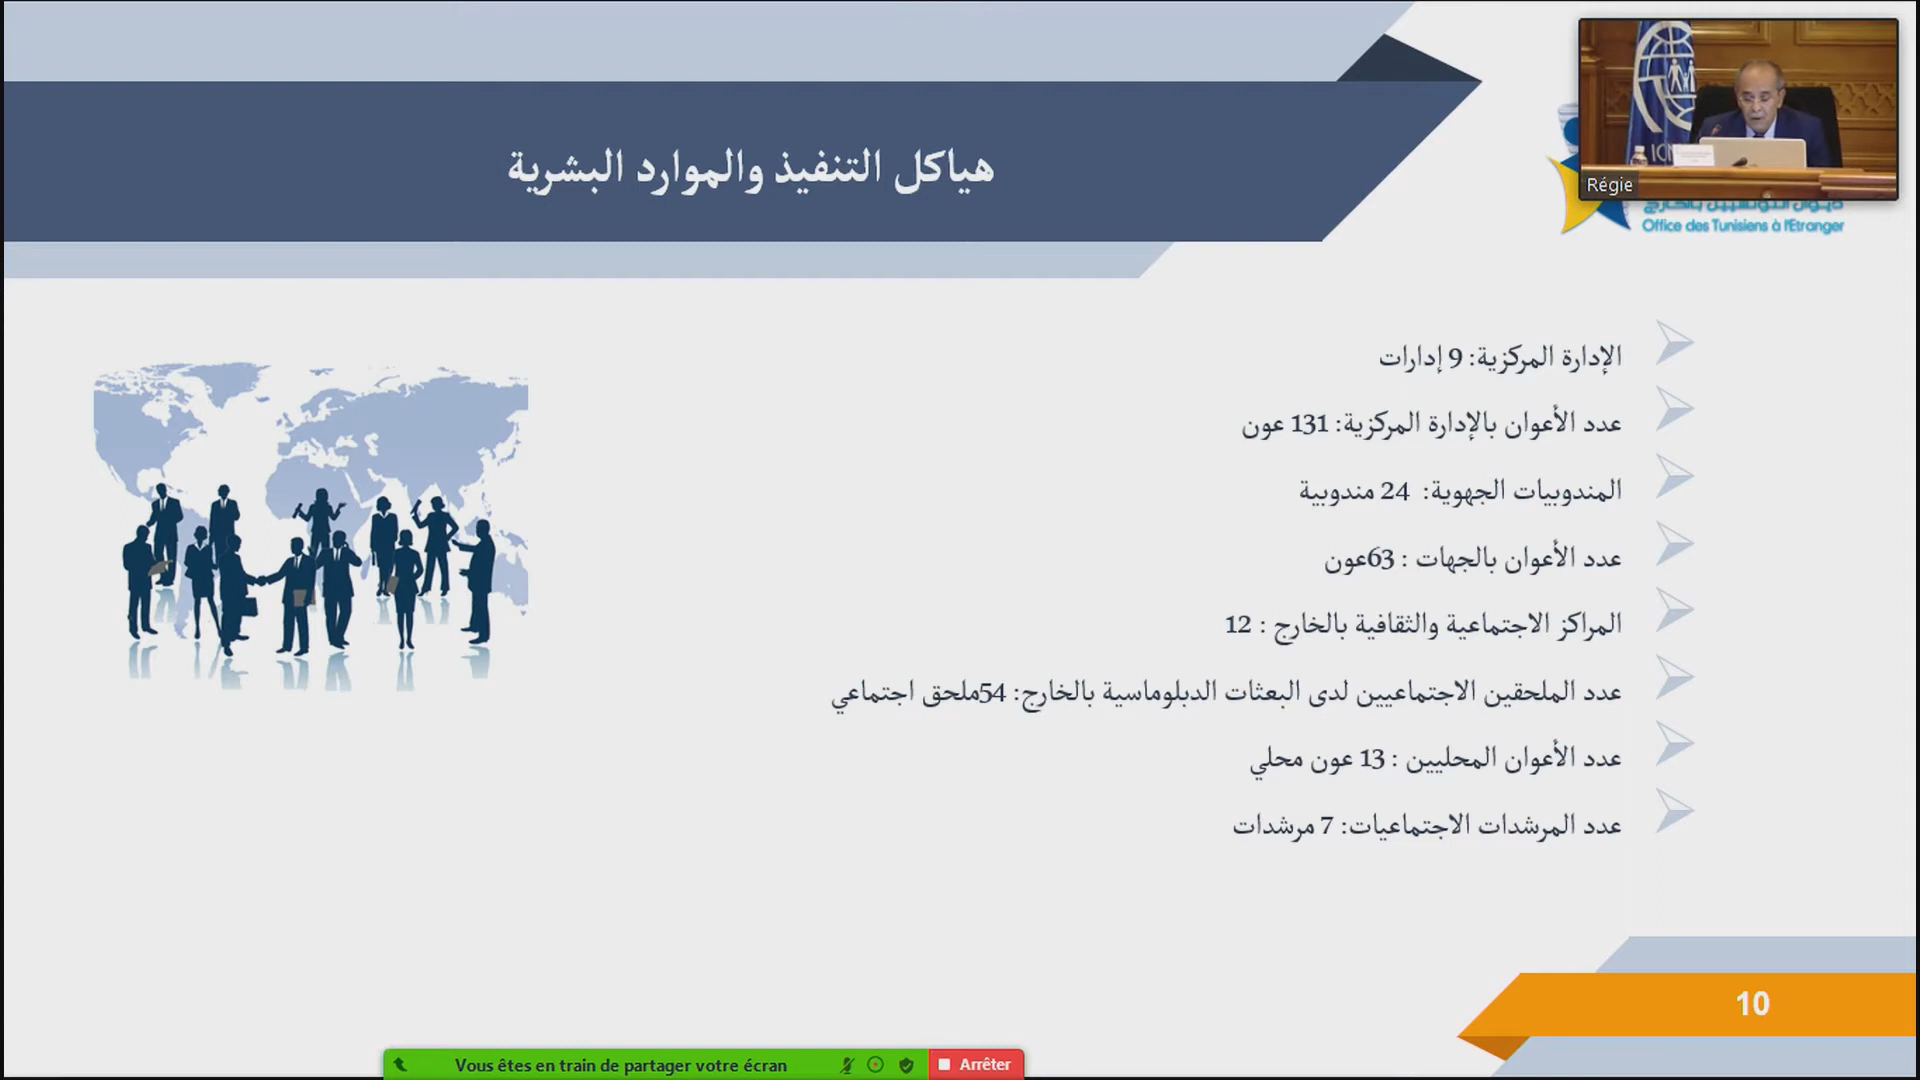 هياكل التنفيذ والموارد البشرية
Régie
ديوان التونسيين بالخارج
Office des Tunisiens à l'Etranger
الإدارة المركزية: 9 إدارات
عدد الأعوان بالإدارة المركزية: 131 عون
المندوبيات الجهوية: 24 مندوبية
عدد الأعوان بالجهات : 63عون
المراكز الاجتماعية والثقافية بالخارج : 12
عدد الملحقين الاجتماعيين لدى البعثات الدبلوماسية بالخارج: 54ملحق اجتماعي
عدد الأعوان المحليين : 13 عون محلي
عدد المرشدات الاجتماعيات: 7 مرشدات
10
Vous êtes en train de partager votre écran
Arrêter